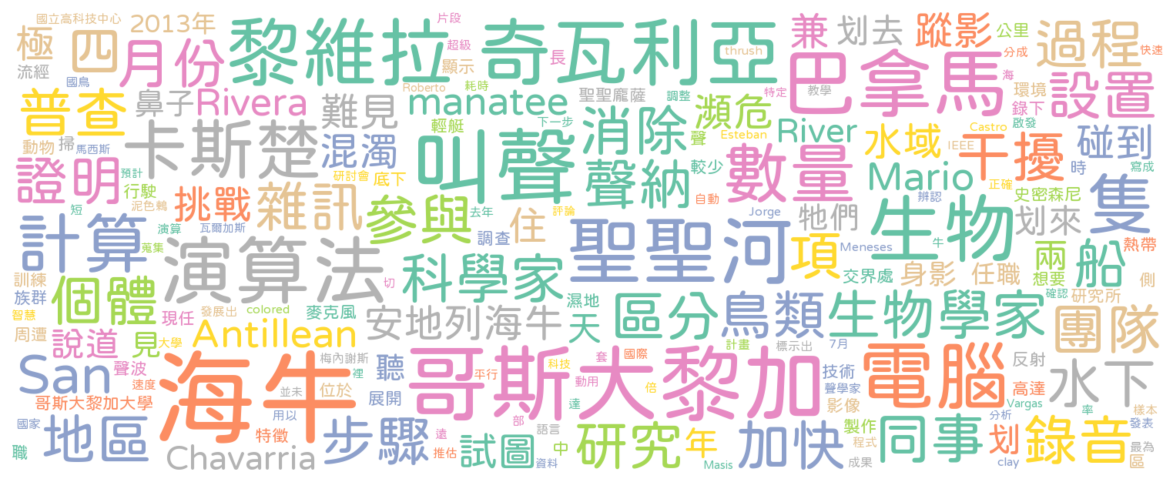 國立高科技中心 2013年 片段 黎維拉 奇瓦利亞 thrush 兼 划去 蹤影 公里 過程
極 四 月份 超級 顯示 長 巴拿馬 分成 快速
流經 國鳥 Roberto 耗時 聖聖龐薩 調整 教學 海 環境 設置
普查 鼻子 Rivera 難見 manatee 下一步 消除 瀕危 特定 錄下 啟發
動物 掃 馬西斯 卡斯楚 混濁 輕艇 叫聲 聲 Esteban River Castro IEEE 水域 干擾 碰到
證明 預計 行駛 研討會 底下 聲納 較少 數量 自動 Mario 正確 時 寫成
泥色鶇 挑戰 雜訊 參與 去年 評論 Jorge 牠們 辨認 史密森尼 隻
計算 短 演算 瓦爾加斯 調查 住 聖聖河 Meneses 生物 划來 熱帶
蒐集 演算法 切 科學家 項 牛 交界處 兩 想要 船
訓練 族群 個體 濕地 區分 鳥類 生物學家 身影 任職 確認 研究所 側
智慧 發展出 colored 麥克風 安地列海牛 天 團隊
周遭 現任 Antillean 大學 計畫 標示出 7月
說道 見 聲波 梅內謝斯 聽 裡 平行 科技 套 國際 技術 電腦 反射 水下
San 速度 海牛 並未 位於 展開 哥斯大黎加 動用 倍 聲學家 影像 高達
哥斯大黎加大學 用以 部 達 Vargas 率 樣本
國家 地區 特徵 步驟 遠 語言 研究 年 加快 製作 同事 划 分析 發表 錄音
職 Chavarria 推估 試圖 中 資料 Masis 成果 程式 clay 最為 區